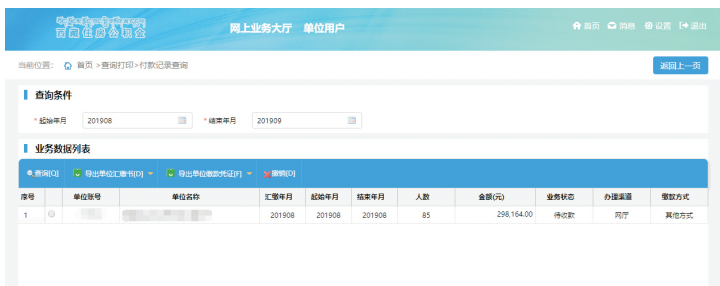 西藏住房公积金
网上业务大厅 单位用户
首页 消息 设置 退出
当前位置： 首页 >查询打印>付款记录查询
返回上一页
查询条件
*起始年月 201908 *结束年月 201909
业务数据列表
查询[Q] 导出单位汇缴书[D] 导出单位缴款凭证[F] 撤销[D]
序号 单位账号 单位名称 汇缴年月 起始年月 结束年月 人数 金额(元) 业务状态 办理渠道 缴款方式
1 201908 201908 201908 85 298,164.00 待收款 网厅 其他方式